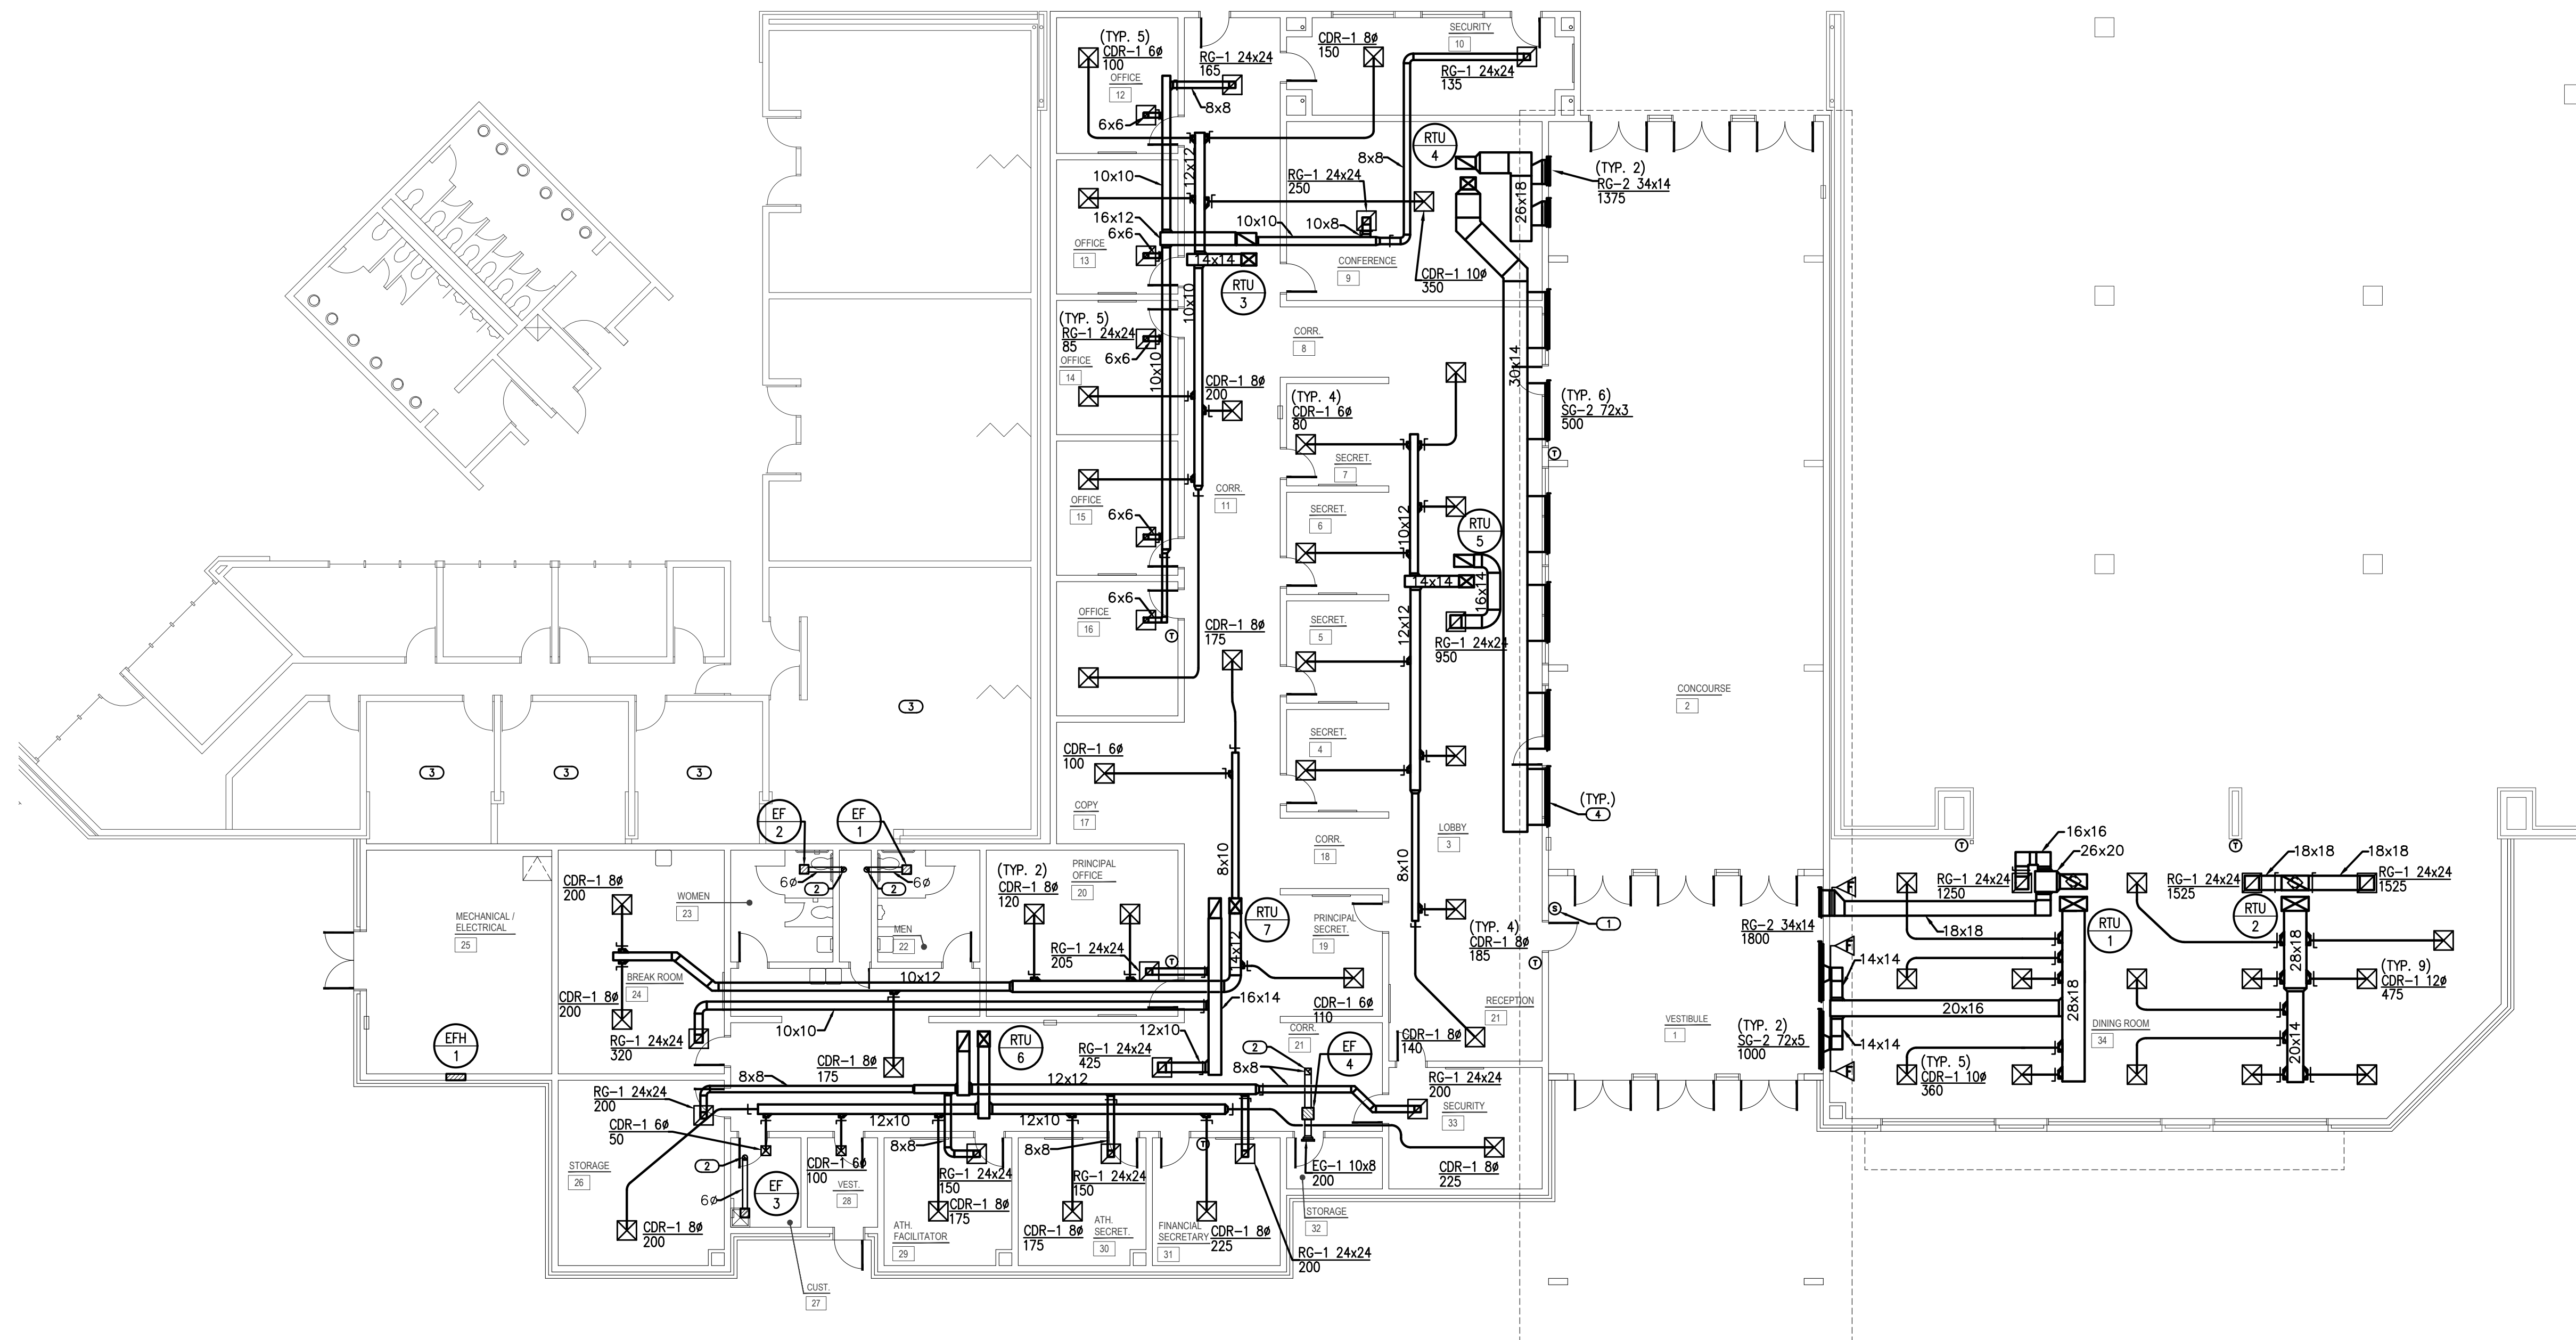 SECURITY
10
(TYP. 5)
CDR-1 6ø
100
OFFICE
12
RG-1 24x24
165
8x8
6x6
CDR-1 8ø
150
RG-1 24x24
135
RTU
4
8x8
RG-1 24x24
250
(TYP. 2)
RG-2 34x14
1375
26x18
12x12
10x10
16x12
6x6
10x10
10x8
OFFICE
13
14x14
CONFERENCE
9
CDR-1 10ø
350
RTU
3
10x10
(TYP. 5)
RG-1 24x24
85
6x6
OFFICE
14
10x10
CORR.
8
30x14
CDR-1 8ø
200
(TYP. 4)
CDR-1 6ø
80
(TYP. 6)
SG-2 72x3
500
T
SECRET.
7
OFFICE
15
6x6
CORR.
11
SECRET.
6
10x12
RTU
5
14x14
16x14
OFFICE
16
6x6
T
CDR-1 8ø
175
SECRET.
5
12x12
RG-1 24x24
950
CONCOURSE
2
3
SECRET.
4
3
3
3
CDR-1 6ø
100
COPY
17
EF
2
EF
1
(TYP.)
4
LOBBY
3
CORR.
18
8x10
8x10
16x16
26x20
T
T
18x18
18x18
CDR-1 8ø
200
WOMEN
23
6ø
2
2
6ø
(TYP. 2)
CDR-1 8ø
120
PRINCIPAL
OFFICE
20
RG-1 24x24
1250
RG-1 24x24
1525
RG-1 24x24
1525
MECHANICAL /
ELECTRICAL
25
MEN
22
RTU
7
14x12
PRINCIPAL
SECRET.
19
S
1
(TYP. 4)
CDR-1 8ø
185
RG-2 34x14
1800
18x18
RTU
1
RTU
2
28x18
T
RG-1 24x24
205
T
BREAK ROOM
24
10x12
16x14
14x14
(TYP. 9)
CDR-1 12ø
475
CDR-1 8ø
200
CDR-1 6ø
110
RECEPTION
21
20x16
28x18
EFH
1
RG-1 24x24
320
10x10
RTU
6
12x10
RG-1 24x24
425
CORR.
21
EF
4
2
CDR-1 8ø
140
VESTIBULE
1
(TYP. 2)
SG-2 72x5
1000
14x14
DINING ROOM
34
20x14
CDR-1 8ø
175
8x8
12x12
8x8
RG-1 24x24
200
(TYP. 5)
CDR-1 10ø
360
RG-1 24x24
200
CDR-1 6ø
50
12x10
12x10
SECURITY
33
8x8
8x8
T
STORAGE
26
2
6ø
EF
3
CDR-1 6ø
100
VEST.
28
RG-1 24x24
150
CDR-1 8ø
175
RG-1 24x24
150
EG-1 10x8
200
CDR-1 8ø
225
CDR-1 8ø
200
ATH.
FACILITATOR
29
CDR-1 8ø
175
ATH.
SECRET.
30
FINANCIAL
SECRETARY
31
CDR-1 8ø
225
STORAGE
32
RG-1 24x24
200
CUST.
27